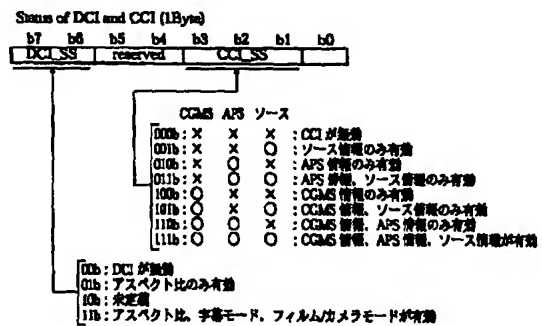 Status of DCI and CCI (1Byte)
b7 b6 b5 b4 b3 b2 b1 b0
DCI_SS reserved CCI_SS
CGMS APS ソース
000b : × × × : CCI が無効
001b : × × ○ : ソース情報のみ有効
010b : × ○ × : APS 情報のみ有効
011b : × ○ ○ : APS 情報、ソース情報のみ有効
100b : ○ × × : CGMS 情報のみ有効
101b : ○ × ○ : CGMS 情報、ソース情報のみ有効
110b : ○ ○ × : CGMS 情報、APS 情報のみ有効
111b : ○ ○ ○ : CGMS 情報、APS 情報、ソース情報が有効
00b : DCI が無効
01b : アスペクト比のみ有効
10b : 未定義
11b : アスペクト比、字幕モード、フィルム/カメラモードが有効